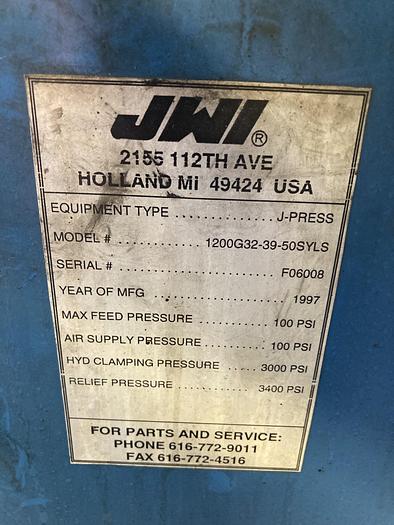 JWI®
2155 112TH AVE
HOLLAND MI 49424 USA
EQUIPMENT TYPE .............. J-PRESS
MODEL # ............ 1200G32-39-50SYLS
SERIAL # ........................ F06008
YEAR OF MFG ..................... 1997
MAX FEED PRESSURE .......... 100 PSI
AIR SUPPLY PRESSURE ......... 100 PSI
HYD CLAMPING PRESSURE .... 3000 PSI
RELIEF PRESSURE ............ 3400 PSI
FOR PARTS AND SERVICE:
PHONE 616-772-9011
FAX 616-772-4516